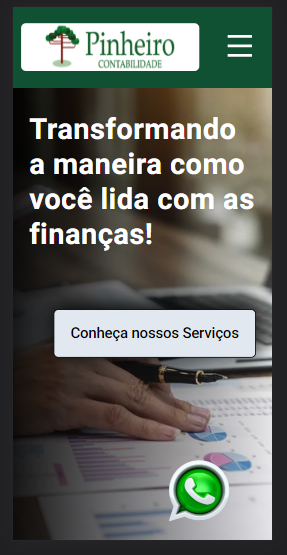 Pinheiro
CONTABILIDADE
Transformando
a maneira como
você lida com as
finanças!
Conheça nossos Serviços